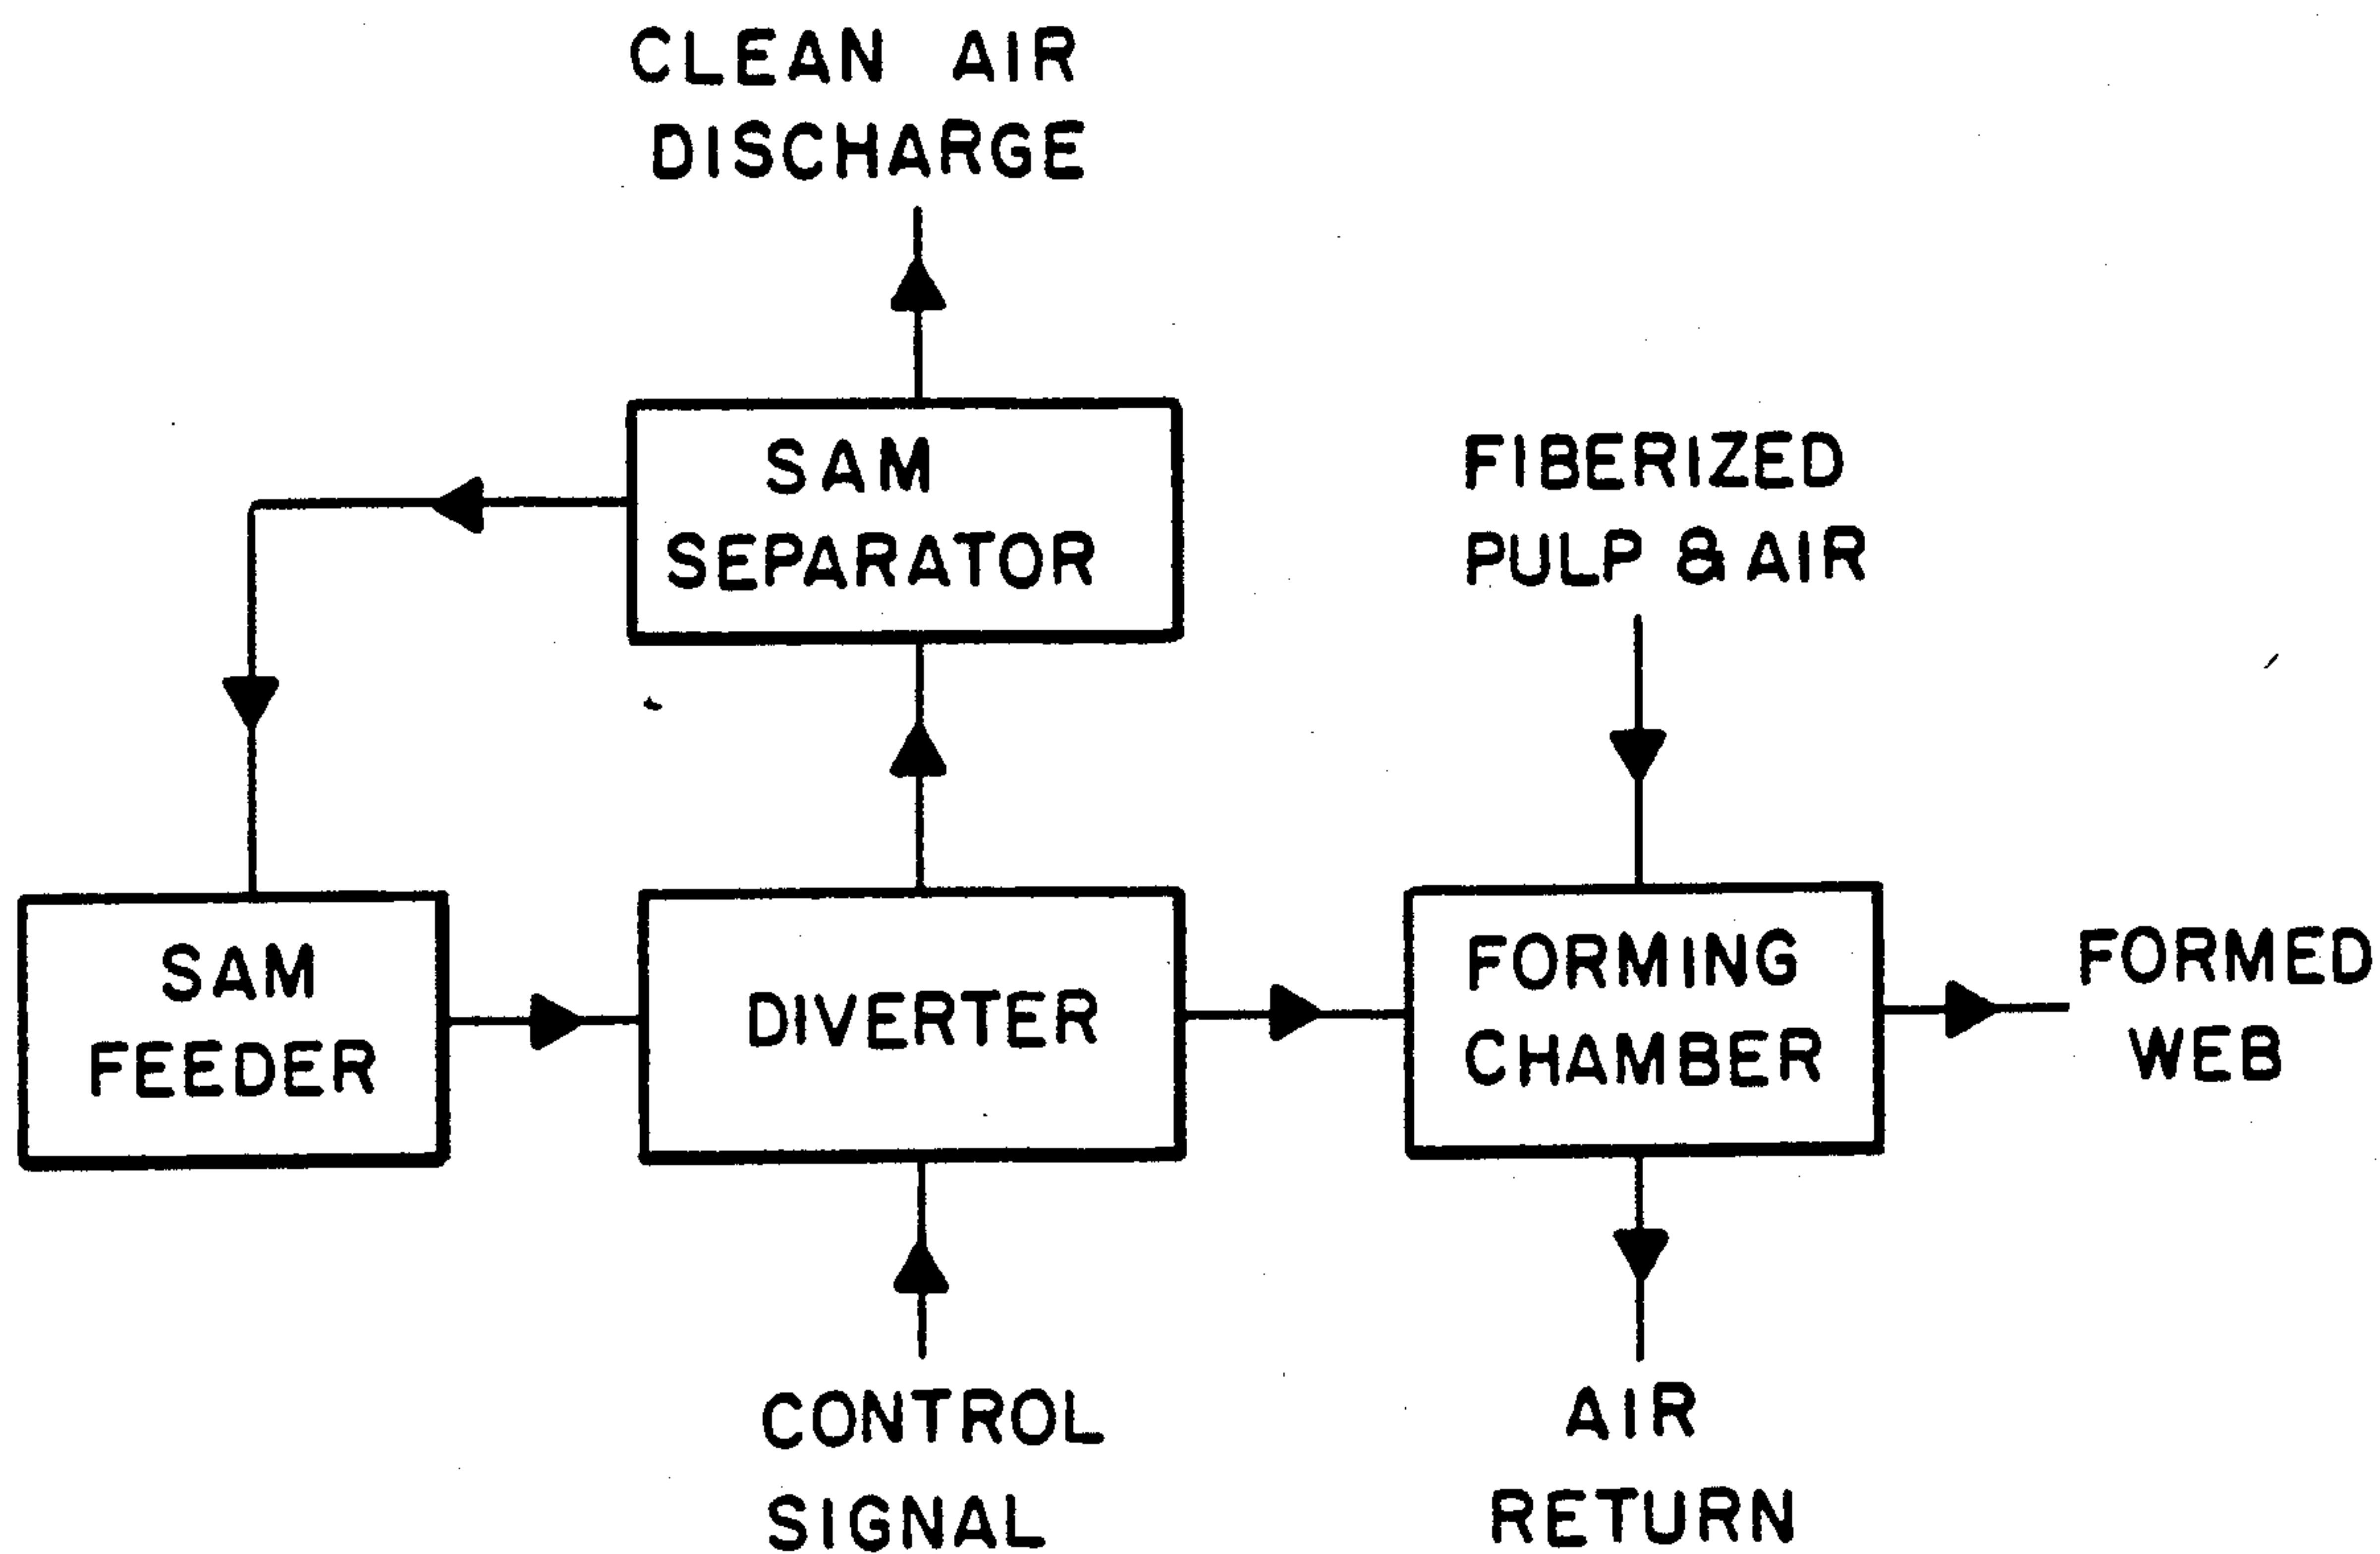 CLEAN AIR
DISCHARGE
SAM
SEPARATOR
FIBERIZED
PULP & AIR
SAM
FEEDER
DIVERTER
FORMING
CHAMBER
FORMED
WEB
CONTROL
SIGNAL
AIR
RETURN